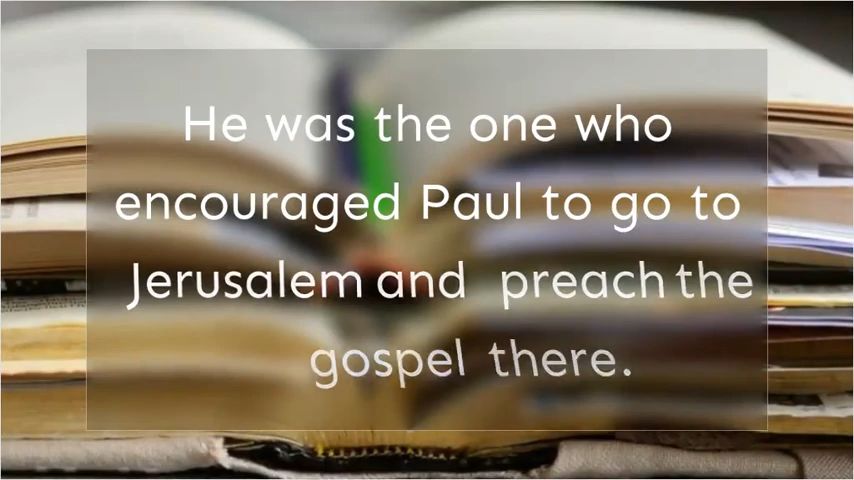 He was the one who
encouraged Paul to go to
Jerusalem and preach the
gospel there.